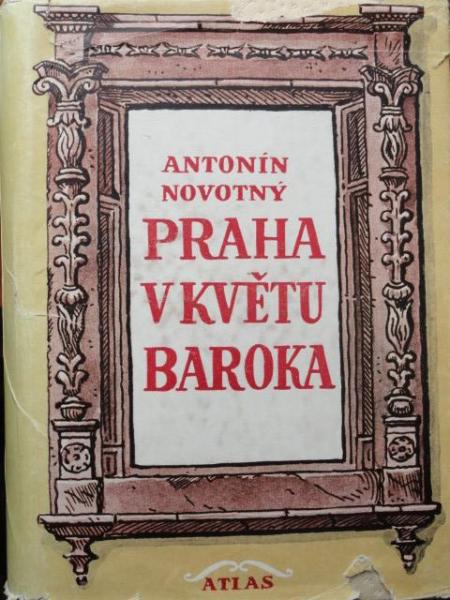 ANTONÍN
NOVOTNÝ
PRAHA
V KVĚTU
BAROKA
ATLAS